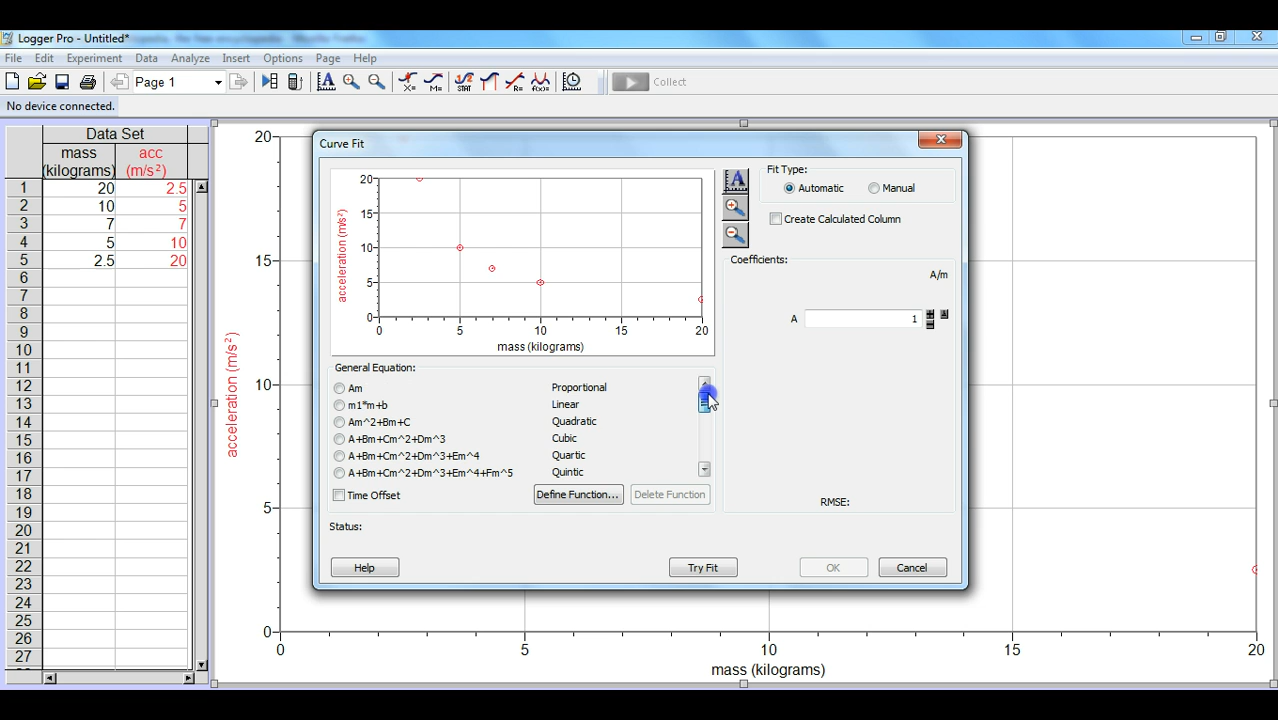 Logger Pro - Untitled*
File Edit Experiment Data Analyze Insert Options Page Help
Page 1 Collect
No device connected.
Data Set
mass (kilograms) acc (m/s²)
1 20 2.5
2 10 5
3 7 7
4 5 10
5 2.5 20
6
7
8
9
10
11
12
13
14
15
16
17
18
19
20
21
22
23
24
25
26
27
20
15
10
5
0
acceleration (m/s²)
0 5 10 15 20
mass (kilograms)
Curve Fit
20
15
10
5
0
acceleration (m/s²)
0 5 10 15 20
mass (kilograms)
Fit Type:
Automatic Manual
Create Calculated Column
Coefficients:
A/m
A 1
RMSE:
General Equation:
Am Proportional
m1*m+b Linear
Am^2+Bm+C Quadratic
A+Bm+Cm^2+Dm^3 Cubic
A+Bm+Cm^2+Dm^3+Em^4 Quartic
A+Bm+Cm^2+Dm^3+Em^4+Fm^5 Quintic
Time Offset Define Function... Delete Function
Status:
Help Try Fit OK Cancel